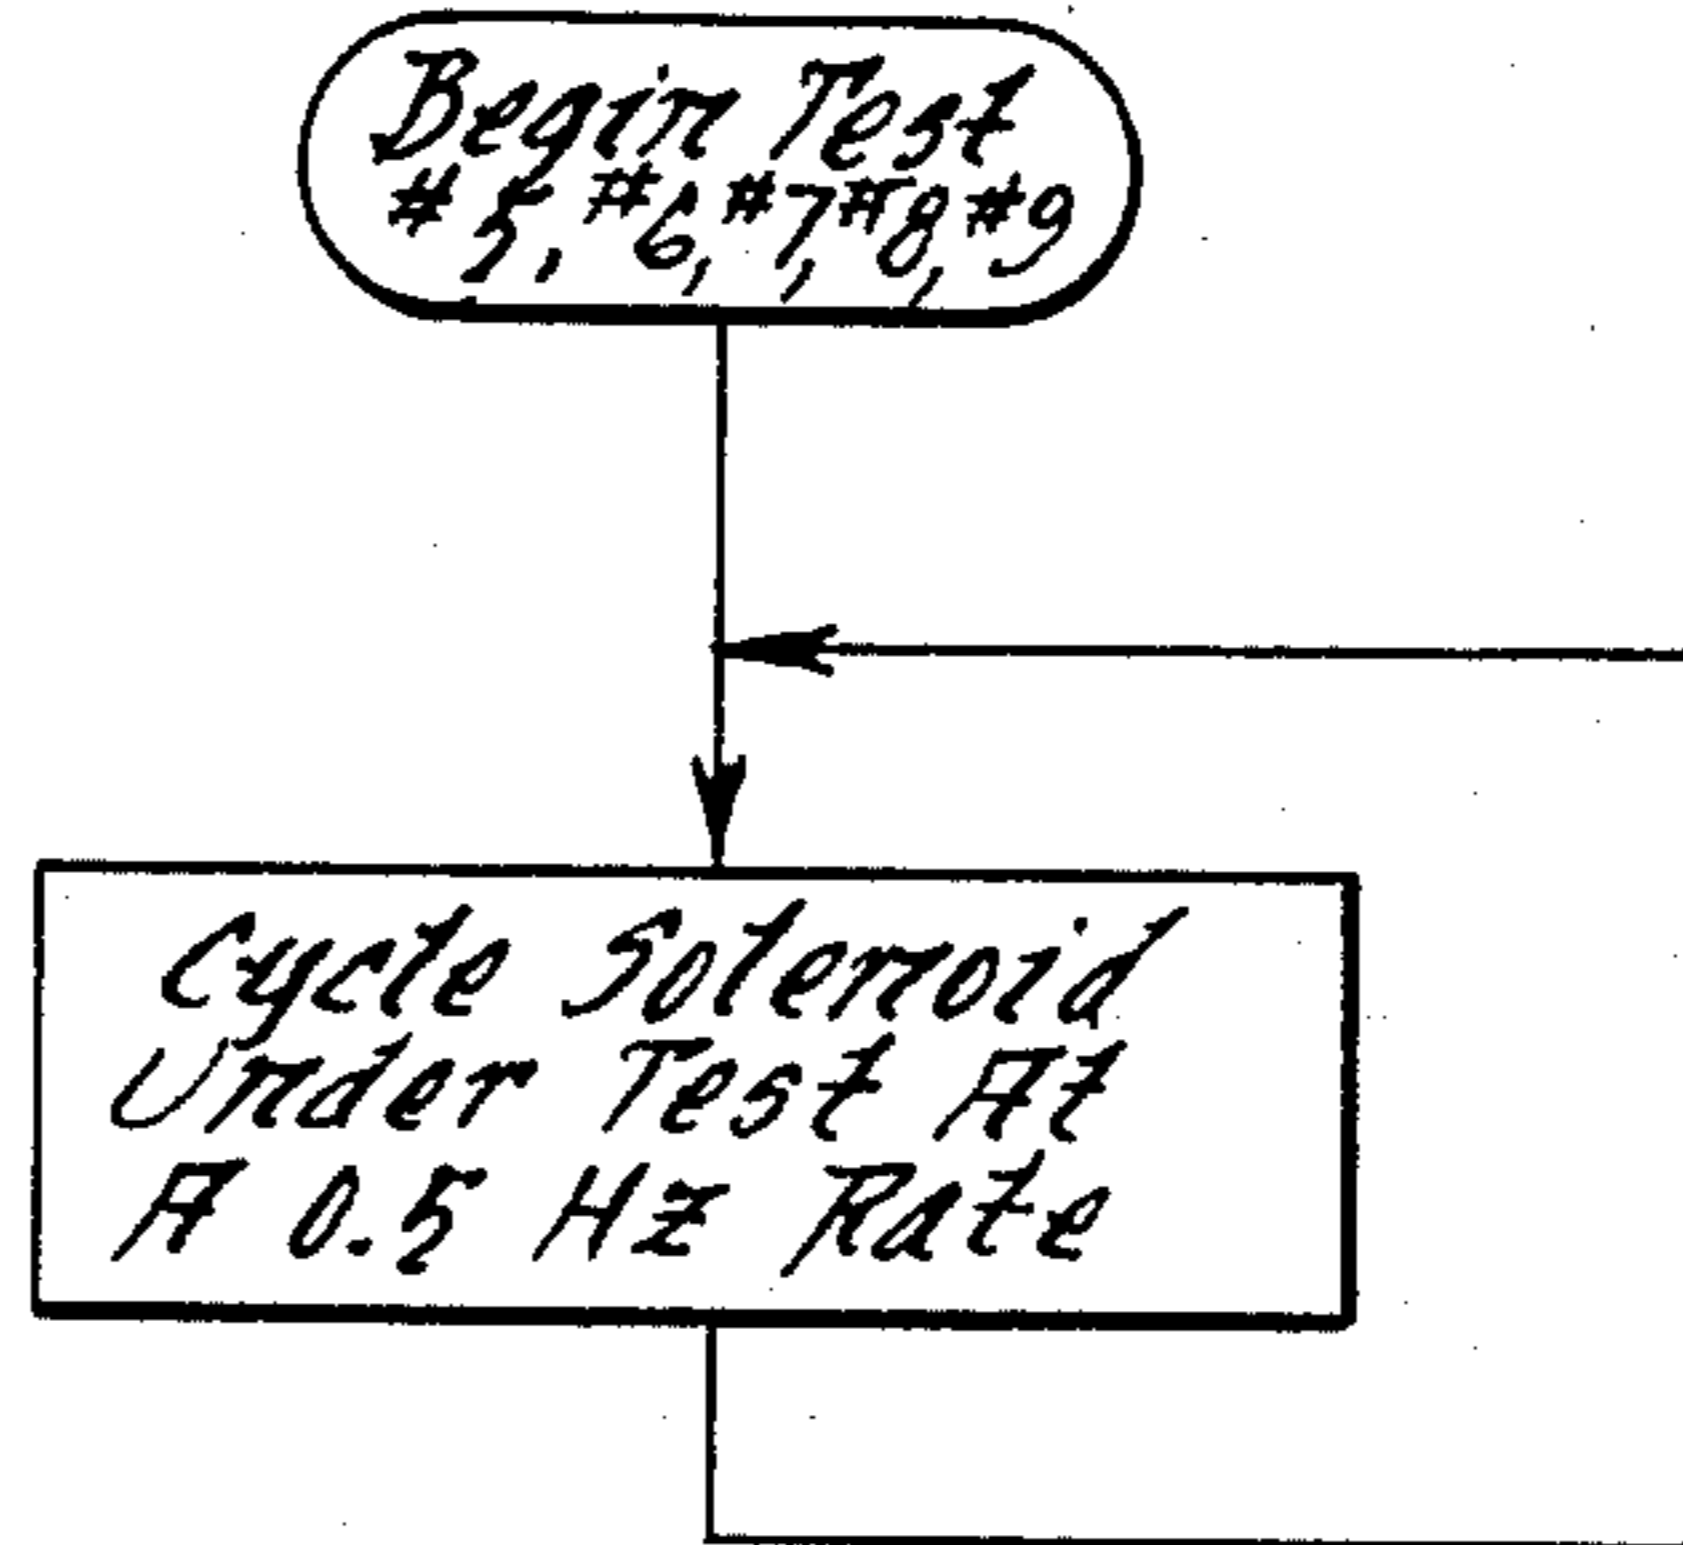 Begin Test
#5, #6, #7, #8, #9
Cycle Solenoid
Under Test At
A 0.5 Hz Rate